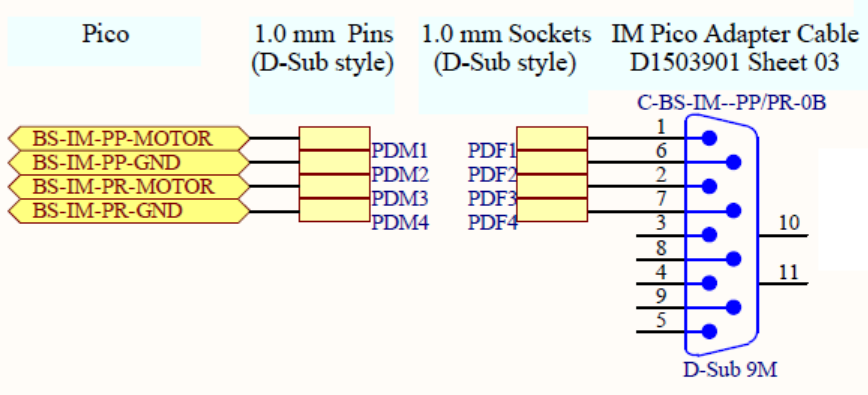 Pico
1.0 mm Pins
(D-Sub style)
1.0 mm Sockets
(D-Sub style)
IM Pico Adapter Cable
D1503901 Sheet 03
C-BS-IM--PP/PR-0B
BS-IM-PP-MOTOR
BS-IM-PP-GND
BS-IM-PR-MOTOR
BS-IM-PR-GND
PDM1
PDM2
PDM3
PDM4
PDF1
PDF2
PDF3
PDF4
1
6
2
7
3
8
4
9
5
10
11
D-Sub 9M